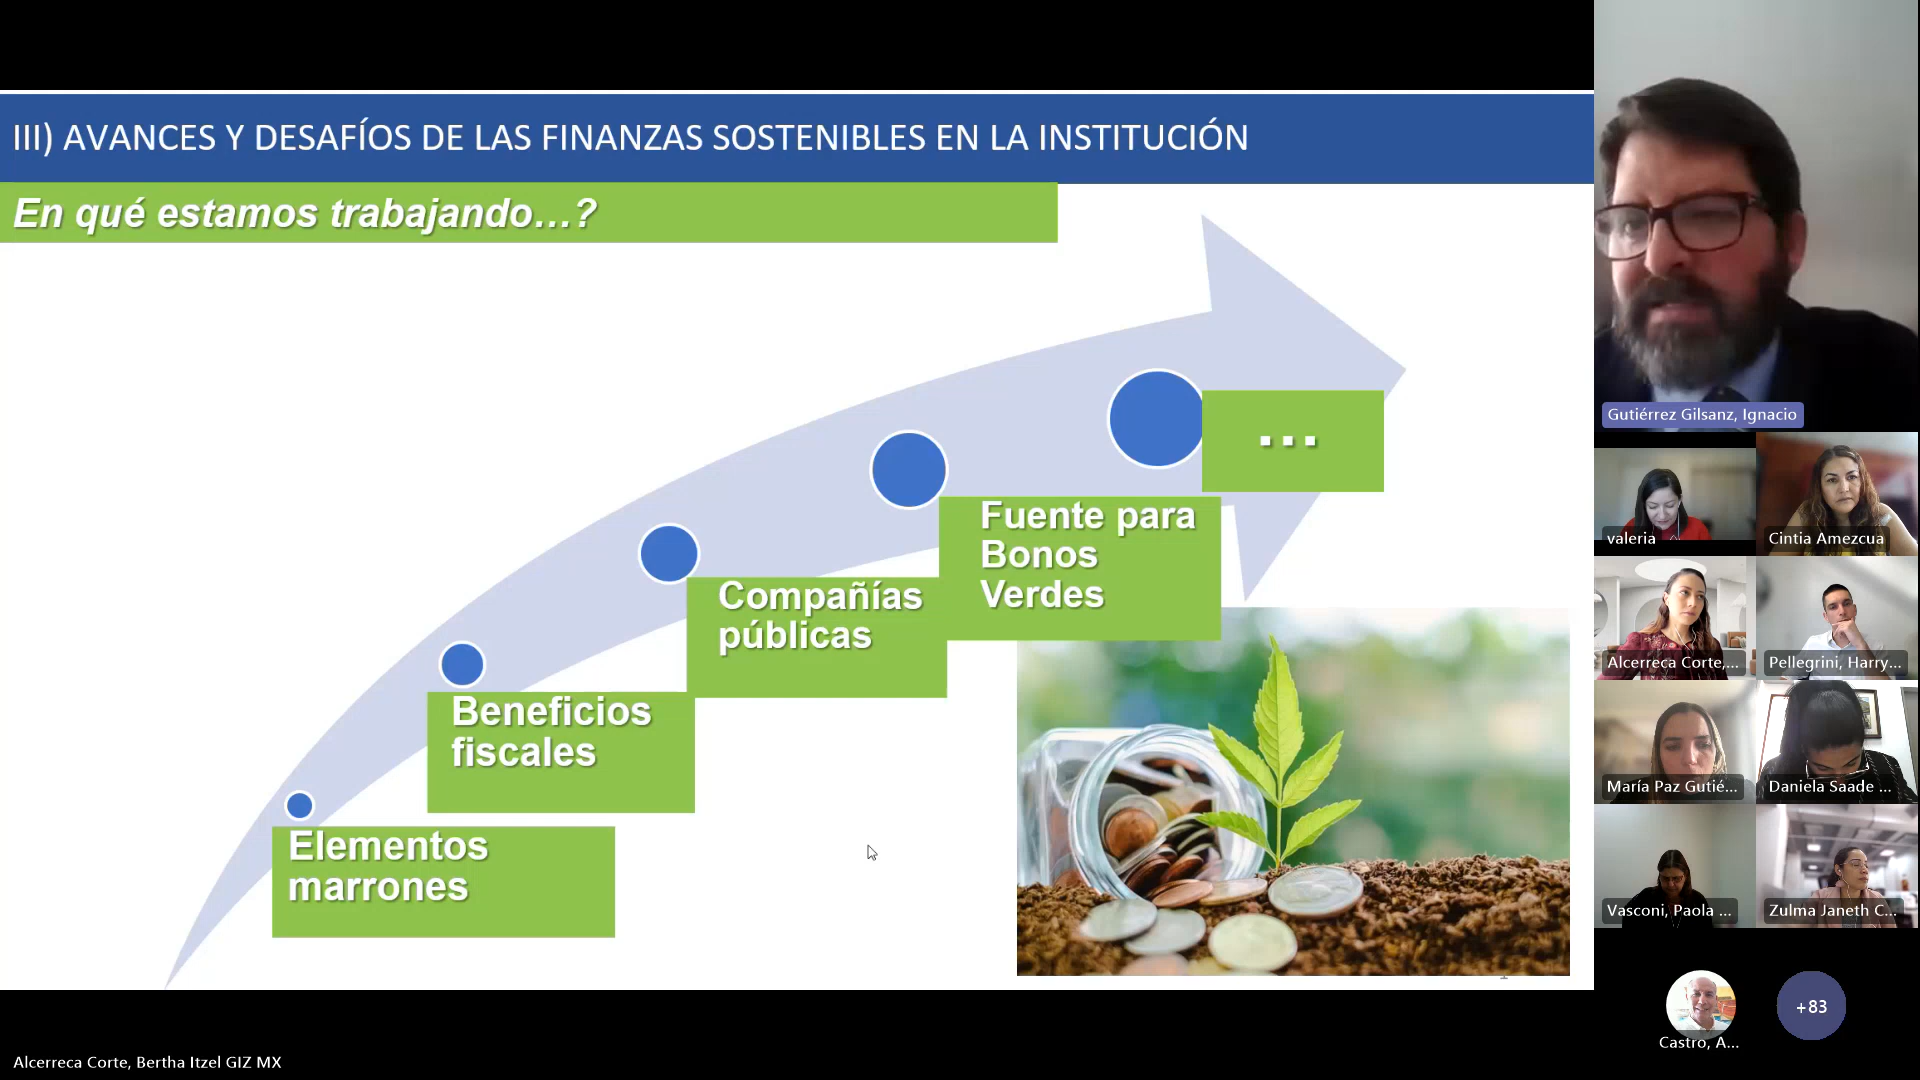 III) AVANCES Y DESAFÍOS DE LAS FINANZAS SOSTENIBLES EN LA INSTITUCIÓN
En qué estamos trabajando...?
...
Fuente para
Bonos
Verdes
Compañías
públicas
Beneficios
fiscales
Elementos
marrones
Gutiérrez Gilsanz, Ignacio
valeria
Cintia Amezcua
Alcerreca Corte,...
Pellegrini, Harry...
María Paz Gutié...
Daniela Saade ...
Vasconi, Paola ...
Zulma Janeth C...
Castro, A...
+83
Alcerreca Corte, Bertha Itzel GIZ MX